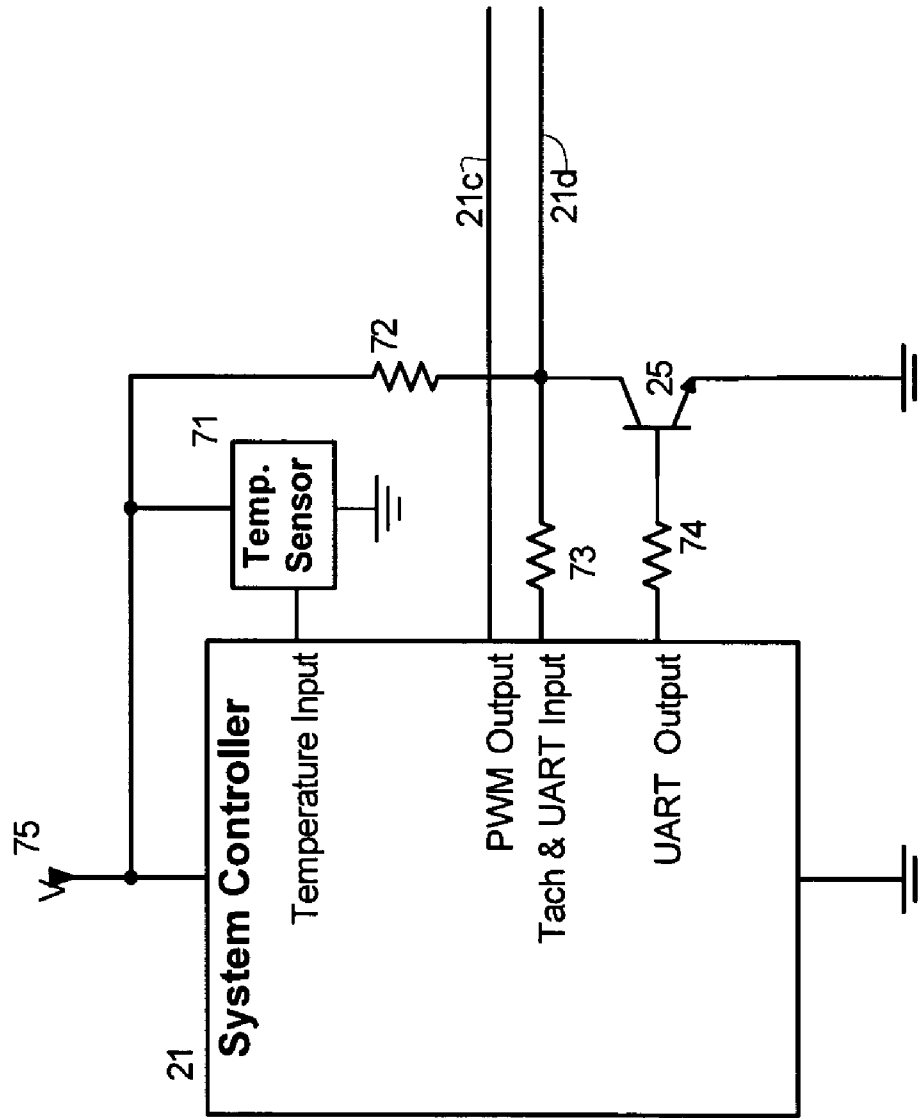 75
V
21
System Controller
Temperature Input
PWM Output
Tach & UART Input
UART Output
71
Temp.
Sensor
72
73
74
25
21c
21d